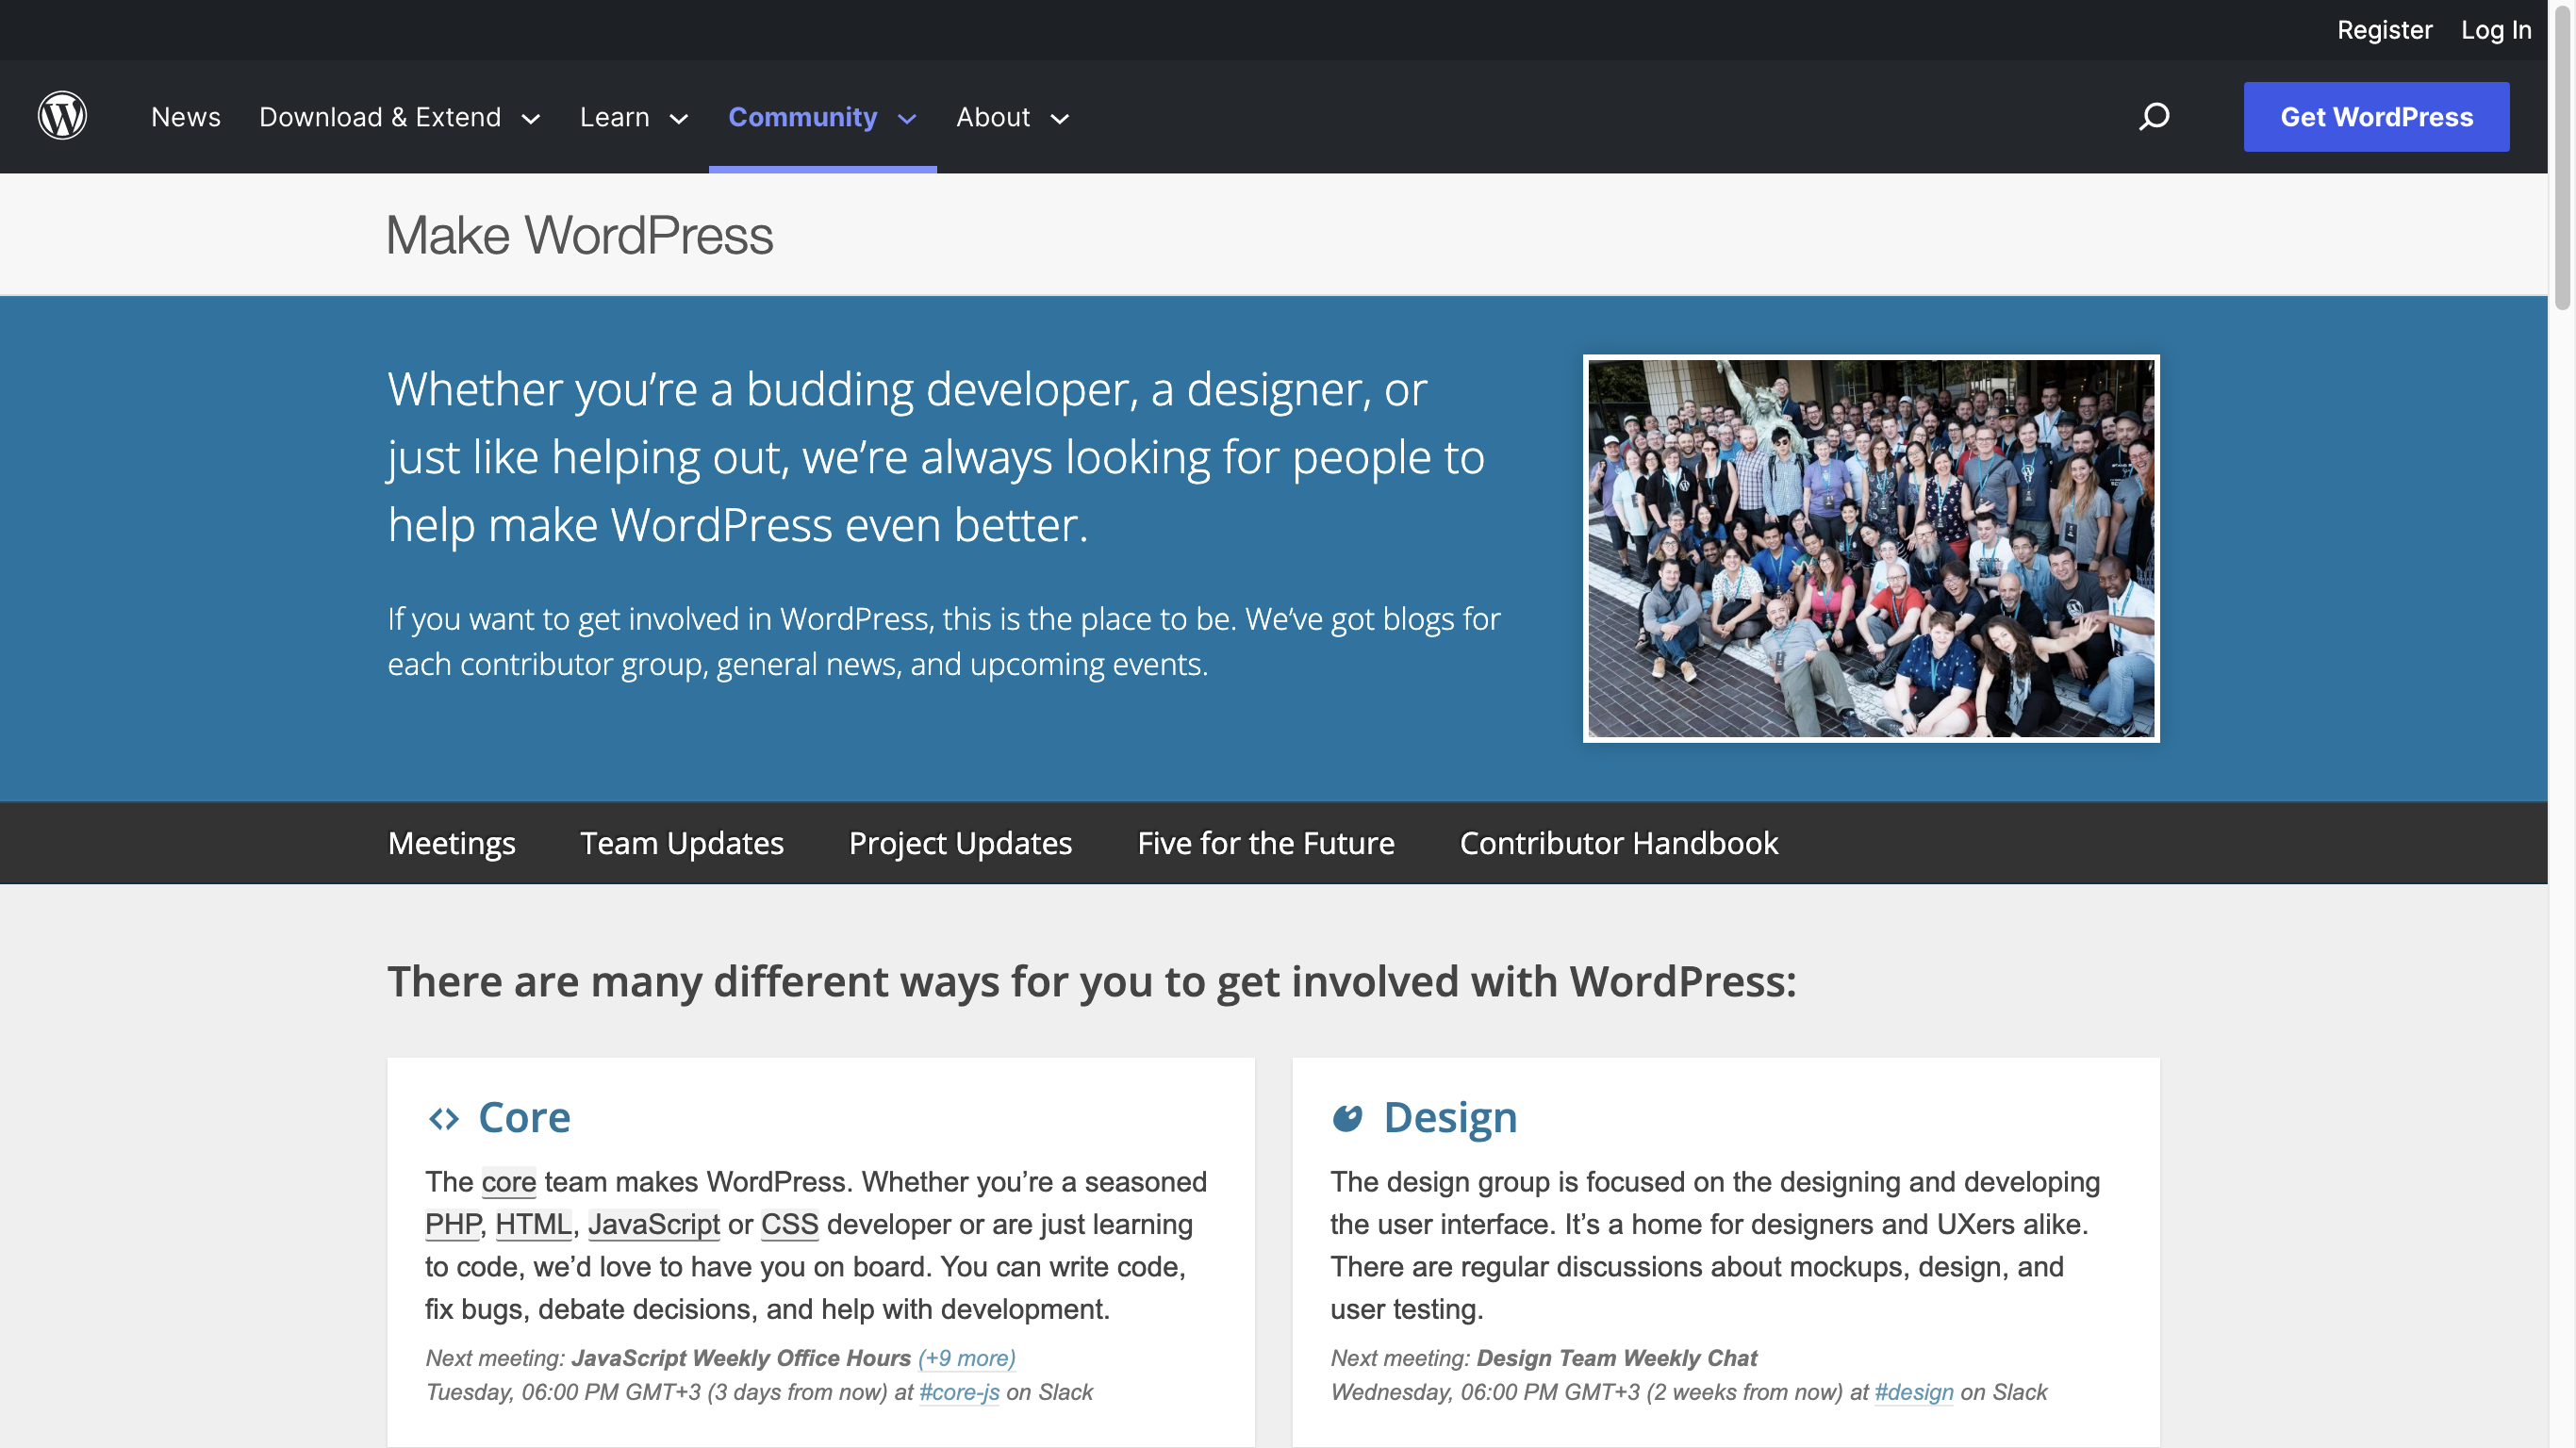 Register Log In
News Download & Extend Learn Community About Get WordPress
Make WordPress
Whether you’re a budding developer, a designer, or
just like helping out, we’re always looking for people to
help make WordPress even better.
If you want to get involved in WordPress, this is the place to be. We’ve got blogs for
each contributor group, general news, and upcoming events.
Meetings Team Updates Project Updates Five for the Future Contributor Handbook
There are many different ways for you to get involved with WordPress:
Core
The core team makes WordPress. Whether you’re a seasoned
PHP, HTML, JavaScript or CSS developer or are just learning
to code, we’d love to have you on board. You can write code,
fix bugs, debate decisions, and help with development.
Next meeting: JavaScript Weekly Office Hours (+9 more)
Tuesday, 06:00 PM GMT+3 (3 days from now) at #core-js on Slack
Design
The design group is focused on the designing and developing
the user interface. It’s a home for designers and UXers alike.
There are regular discussions about mockups, design, and
user testing.
Next meeting: Design Team Weekly Chat
Wednesday, 06:00 PM GMT+3 (2 weeks from now) at #design on Slack